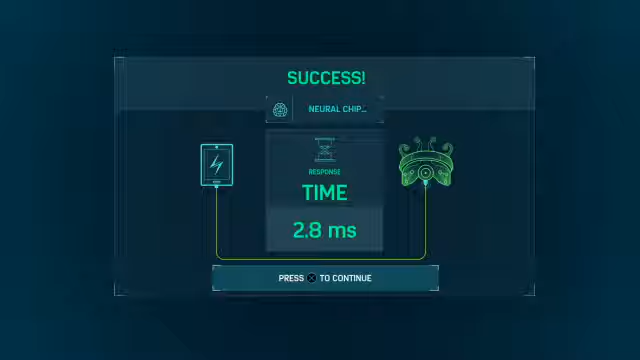 SUCCESS!
NEURAL CHIP...
RESPONSE
TIME
2.8 ms
PRESS ⓧ TO CONTINUE